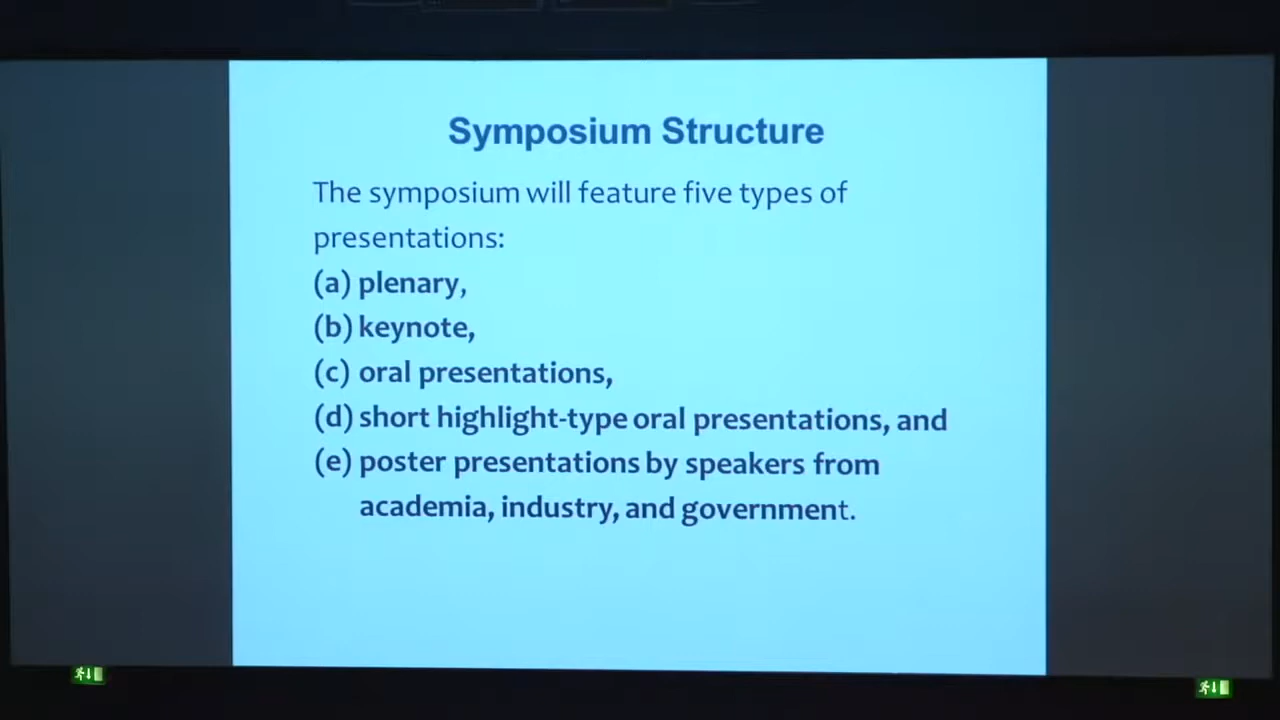 Symposium Structure
The symposium will feature five types of
presentations:
(a) plenary,
(b) keynote,
(c) oral presentations,
(d) short highlight-type oral presentations, and
(e) poster presentations by speakers from
academia, industry, and government.